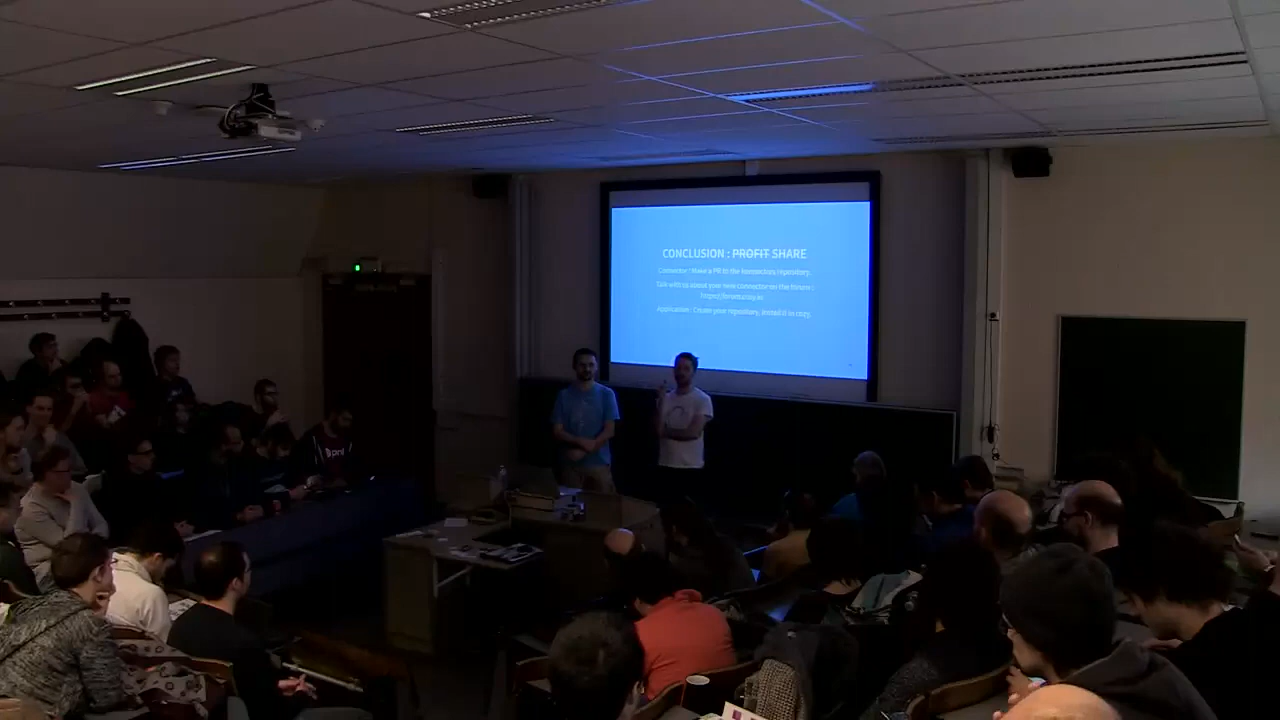 CONCLUSION : PROFIT SHARE
Connector : Make a PR to the konnectors repository.
Talk with us about your new connector on the forum :
Application : Create your repository, install it in cozy.